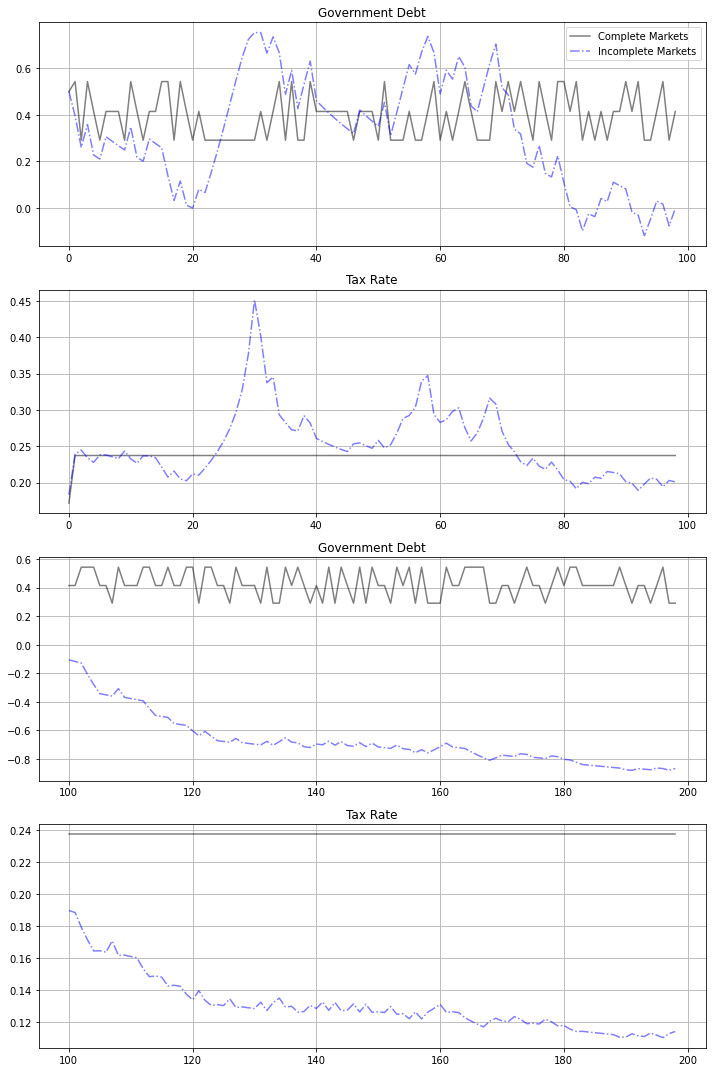 Government Debt
Complete Markets
Incomplete Markets
0.6
0.4
0.2
0.0
0 20 40 60 80 100
Tax Rate
0.45
0.40
0.35
0.30
0.25
0.20
0 20 40 60 80 100
Government Debt
0.6
0.4
0.2
0.0
−0.2
−0.4
−0.6
−0.8
100 120 140 160 180 200
Tax Rate
0.24
0.22
0.20
0.18
0.16
0.14
0.12
100 120 140 160 180 200